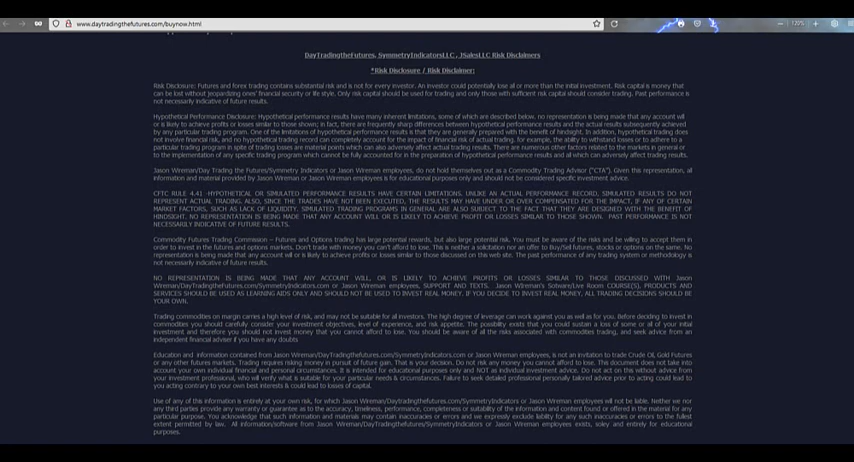 www.daytradingthefutures.com/buynow.html
120%
DayTradingtheFutures, SymmetryIndicatorsLLC, JSalesLLC Risk Disclaimers
*Risk Disclosure / Risk Disclaimer:
Risk Disclosure: Futures and forex trading contains substantial risk and is not for every investor. An investor could potentially lose all or more than the initial investment. Risk capital is money that
can be lost without jeopardizing ones' financial security or life style. Only risk capital should be used for trading and only those with sufficient risk capital should consider trading. Past performance is
not necessarily indicative of future results.
Hypothetical Performance Disclosure: Hypothetical performance results have many inherent limitations, some of which are described below. no representation is being made that any account will
or is likely to achieve profits or losses similar to those shown; in fact, there are frequently sharp differences between hypothetical performance results and the actual results subsequently achieved
by any particular trading program. One of the limitations of hypothetical performance results is that they are generally prepared with the benefit of hindsight. In addition, hypothetical trading does
not involve financial risk, and no hypothetical trading record can completely account for the impact of financial risk of actual trading. for example, the ability to withstand losses or to adhere to a
particular trading program in spite of trading losses are material points which can also adversely affect actual trading results. There are numerous other factors related to the markets in general or
to the implementation of any specific trading program which cannot be fully accounted for in the preparation of hypothetical performance results and all which can adversely affect trading results.
Jason Wireman/Day Trading the Futures/Symmetry Indicators or Jason Wireman employees, do not hold themselves out as a Commodity Trading Advisor ("CTA"). Given this representation, all
information and material provided by Jason Wireman or Jason Wireman employees is for educational purposes only and should not be considered specific investment advice.
CFTC RULE 4.41 -HYPOTHETICAL OR SIMULATED PERFORMANCE RESULTS HAVE CERTAIN LIMITATIONS. UNLIKE AN ACTUAL PERFORMANCE RECORD, SIMULATED RESULTS DO NOT
REPRESENT ACTUAL TRADING. ALSO, SINCE THE TRADES HAVE NOT BEEN EXECUTED, THE RESULTS MAY HAVE UNDER OR OVER COMPENSATED FOR THE IMPACT, IF ANY OF CERTAIN
MARKET FACTORS, SUCH AS LACK OF LIQUIDITY. SIMULATED TRADING PROGRAMS IN GENERAL ARE ALSO SUBJECT TO THE FACT THAT THEY ARE DESIGNED WITH THE BENEFIT OF
HINDSIGHT, NO REPRESENTATION IS BEING MADE THAT ANY ACCOUNT WILL OR IS LIKELY TO ACHIEVE PROFIT OR LOSSES SIMILAR TO THOSE SHOWN. PAST PERFORMANCE IS NOT
NECESSARILY INDICATIVE OF FUTURE RESULTS.
Commodity Futures Trading Commission – Futures and Options trading has large potential rewards, but also large potential risk. You must be aware of the risks and be willing to accept them in
order to invest in the futures and options markets. Don't trade with money you can't afford to lose. This is neither a solicitation nor an offer to Buy/Sell futures, stocks or options on the same. No
representation is being made that any account will or is likely to achieve profits or losses similar to those discussed on this web site. The past performance of any trading system or methodology is
not necessarily indicative of future results.
NO REPRESENTATION IS BEING MADE THAT ANY ACCOUNT WILL, OR IS LIKELY TO ACHIEVE PROFITS OR LOSSES SIMILAR TO THOSE DISCUSSED WITH Jason
Wireman/DayTradingthefutures.com/SymmetryIndicators.com or Jason Wireman employees, SUPPORT AND TEXTS. Jason Wireman's Sotware/Live Room COURSE(S), PRODUCTS AND
SERVICES SHOULD BE USED AS LEARNING AIDS ONLY AND SHOULD NOT BE USED TO INVEST REAL MONEY. IF YOU DECIDE TO INVEST REAL MONEY, ALL TRADING DECISIONS SHOULD BE
YOUR OWN.
Trading commodities on margin carries a high level of risk, and may not be suitable for all investors. The high degree of leverage can work against you as well as for you. Before deciding to invest in
commodities you should carefully consider your investment objectives, level of experience, and risk appetite. The possibility exists that you could sustain a loss of some or all of your initial
investment and therefore you should not invest money that you cannot afford to lose. You should be aware of all the risks associated with commodities trading, and seek advice from an
independent financial adviser if you have any doubts
Education and information contained from Jason Wireman/DayTradingthefutures.com/SymmetryIndicators.com or Jason Wireman employees, is not an invitation to trade Crude Oil, Gold Futures
or any other futures markets. Trading requires risking money in pursuit of future gain. That is your decision. Do not risk any money you cannot afford to lose. This document does not take into
account your own individual financial and personal circumstances. It is intended for educational purposes only and NOT as individual investment advice. Do not act on this without advice from
your investment professional, who will verify what is suitable for your particular needs & circumstances. Failure to seek detailed professional personally tailored advice prior to acting could lead to
you acting contrary to your own best interests & could lead to losses of capital.
Use of any of this information is entirely at your own risk, for which Jason Wireman/Daytradingthefutures.com/SymmetryIndicators or Jason Wireman employees will not be liable. Neither we nor
any third parties provide any warranty or guarantee as to the accuracy, timeliness, performance, completeness or suitability of the information and content found or offered in the material for any
particular purpose. You acknowledge that such information and materials may contain inaccuracies or errors and we expressly exclude liability for any such inaccuracies or errors to the fullest
extent permitted by law. All information/software from Jason Wireman/DayTradingthefutures.com/SymmetryIndicators or Jason Wireman employees exists, soley and entirely for educational
purposes.